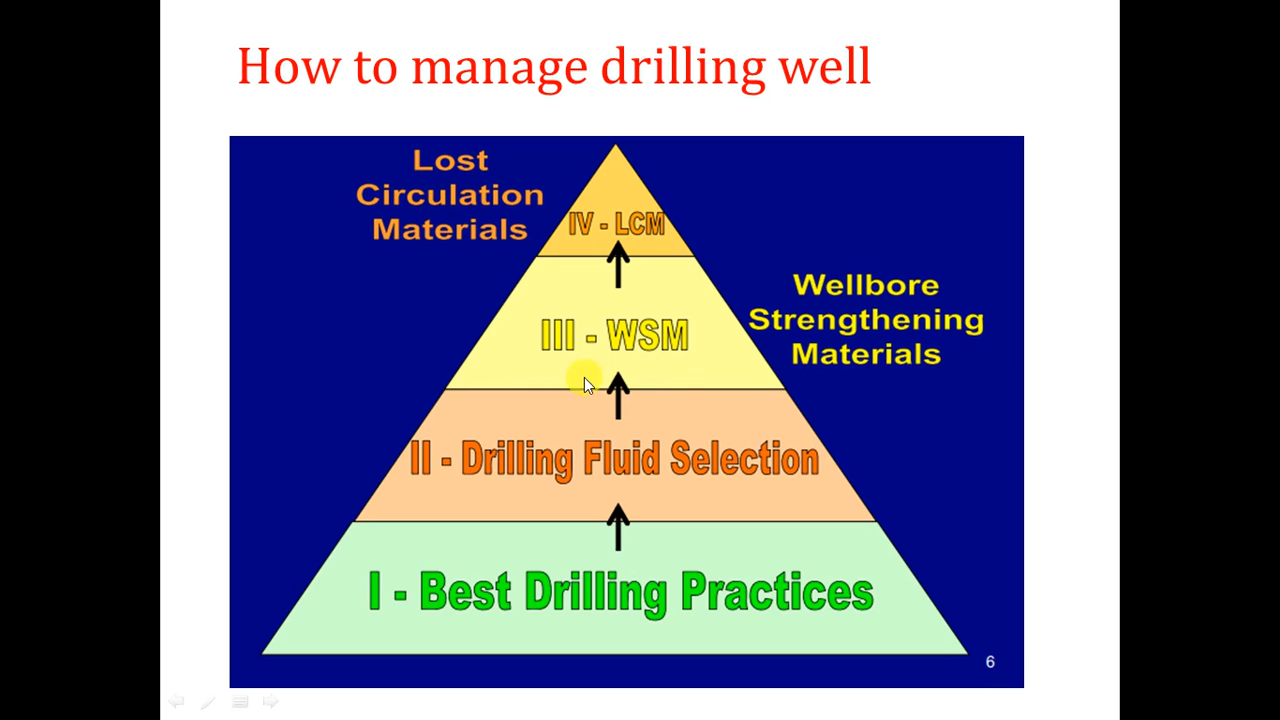 How to manage drilling well
Lost
Circulation
Materials
IV - LCM
Wellbore
Strengthening
Materials
III - WSM
II - Drilling Fluid Selection
I - Best Drilling Practices
6